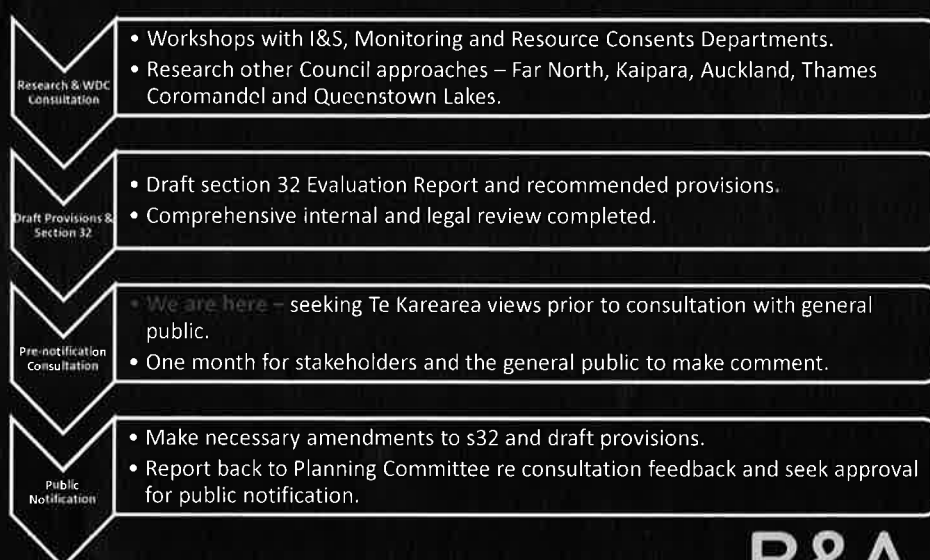 Research & WDC
Consultation
• Workshops with I&S, Monitoring and Resource Consents Departments.
• Research other Council approaches – Far North, Kaipara, Auckland, Thames
Coromandel and Queenstown Lakes.
Draft Provisions &
Section 32
• Draft section 32 Evaluation Report and recommended provisions.
• Comprehensive internal and legal review completed.
Pre-notification
Consultation
• We are here – seeking Te Karearea views prior to consultation with general
public.
• One month for stakeholders and the general public to make comment.
Public
Notification
• Make necessary amendments to s32 and draft provisions.
• Report back to Planning Committee re consultation feedback and seek approval
for public notification.
B&A